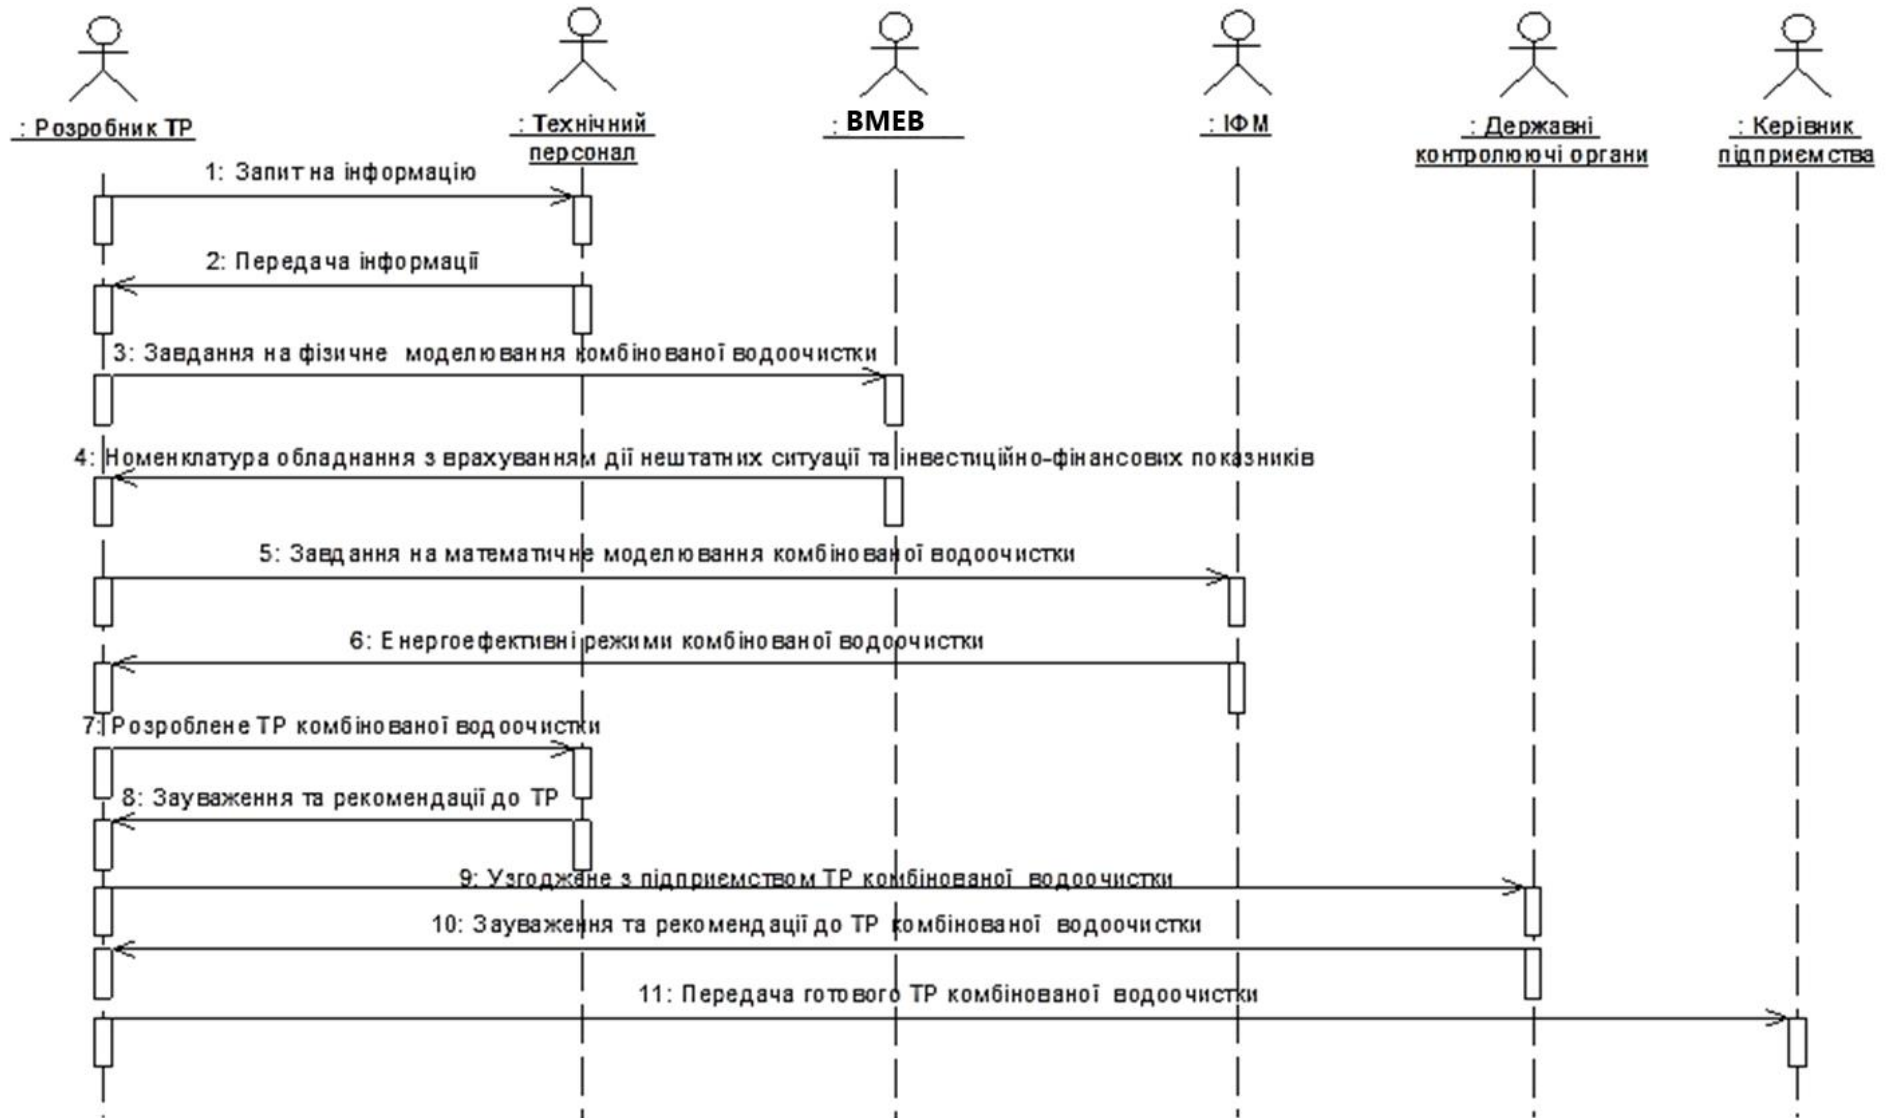 : Розробник ТР
: Технічний
персонал
: ВМЕВ
: ІФМ
: Державні
контролюючі органи
: Керівник
підприємства
1: Запит на інформацію
2: Передача інформації
3: Завдання на фізичне моделювання комбінованої водоочистки
4: Номенклатура обладнання з врахуванням дії нештатних ситуації та інвестиційно-фінансових показників
5: Завдання на математичне моделювання комбінованої водоочистки
6: Енергоефективні режими комбінованої водоочистки
7: Розроблене ТР комбінованої водоочистки
8: Зауваження та рекомендації до ТР
9: Узгоджене з підприємством ТР комбінованої водоочистки
10: Зауваження та рекомендації до ТР комбінованої водоочистки
11: Передача готового ТР комбінованої водоочистки